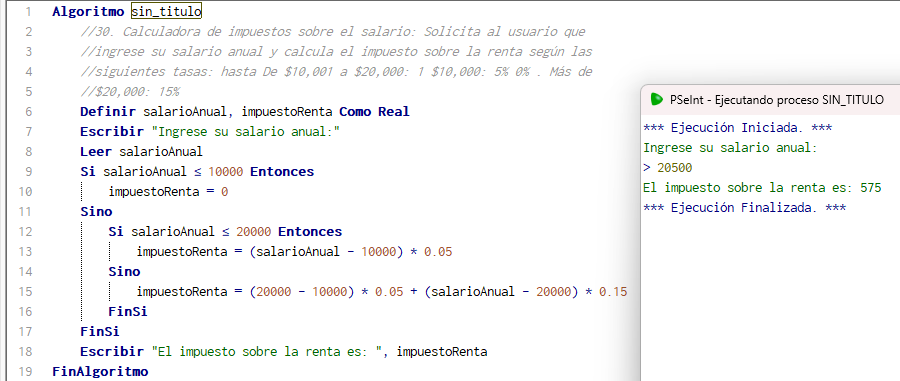 1 Algoritmo sin_titulo
2 //30. Calculadora de impuestos sobre el salario: Solicita al usuario que
3 //ingrese su salario anual y calcula el impuesto sobre la renta según las
4 //siguientes tasas: hasta De $10,001 a $20,000: 1 $10,000: 5% 0% . Más de
5 //$20,000: 15%
6 Definir salarioAnual, impuestoRenta Como Real
7 Escribir "Ingrese su salario anual:"
8 Leer salarioAnual
9 Si salarioAnual ≤ 10000 Entonces
10 impuestoRenta = 0
11 Sino
12 Si salarioAnual ≤ 20000 Entonces
13 impuestoRenta = (salarioAnual - 10000) * 0.05
14 Sino
15 impuestoRenta = (20000 - 10000) * 0.05 + (salarioAnual - 20000) * 0.15
16 FinSi
17 FinSi
18 Escribir "El impuesto sobre la renta es: ", impuestoRenta
19 FinAlgoritmo
PSeInt - Ejecutando proceso SIN_TITULO
*** Ejecución Iniciada. ***
Ingrese su salario anual:
> 20500
El impuesto sobre la renta es: 575
*** Ejecución Finalizada. ***